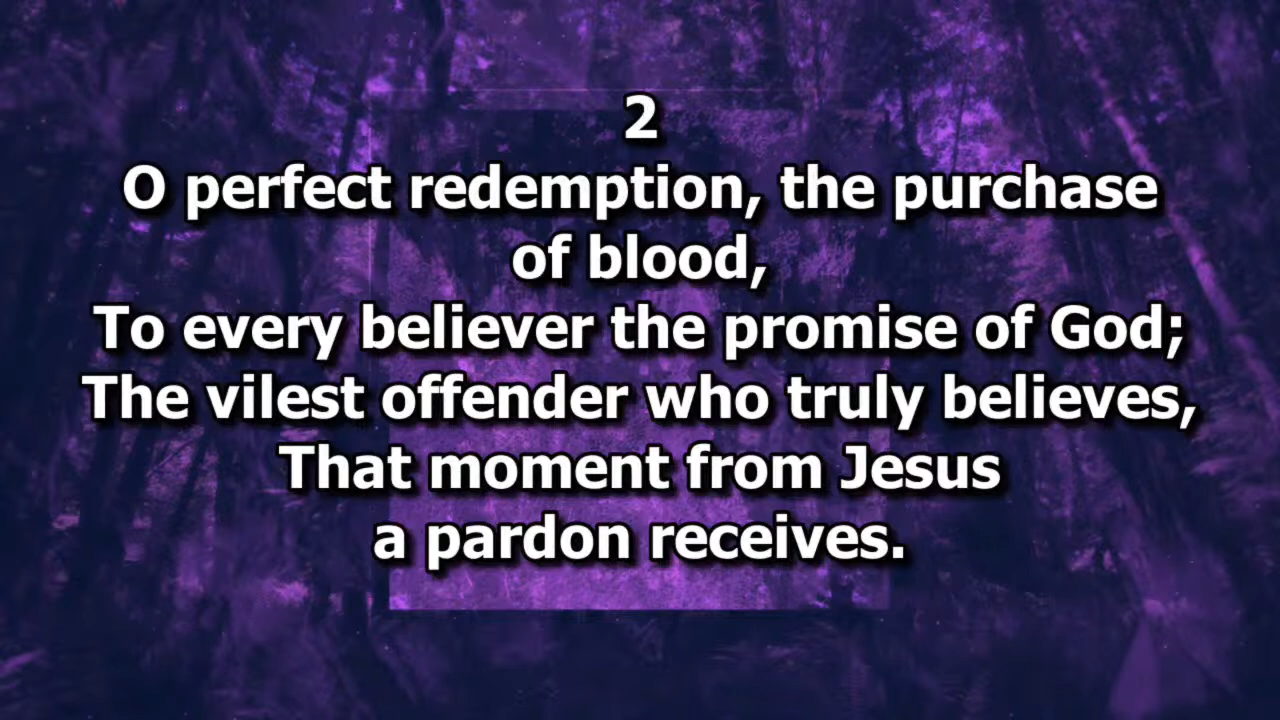 2
O perfect redemption, the purchase
of blood,
To every believer the promise of God;
The vilest offender who truly believes,
That moment from Jesus
a pardon receives.